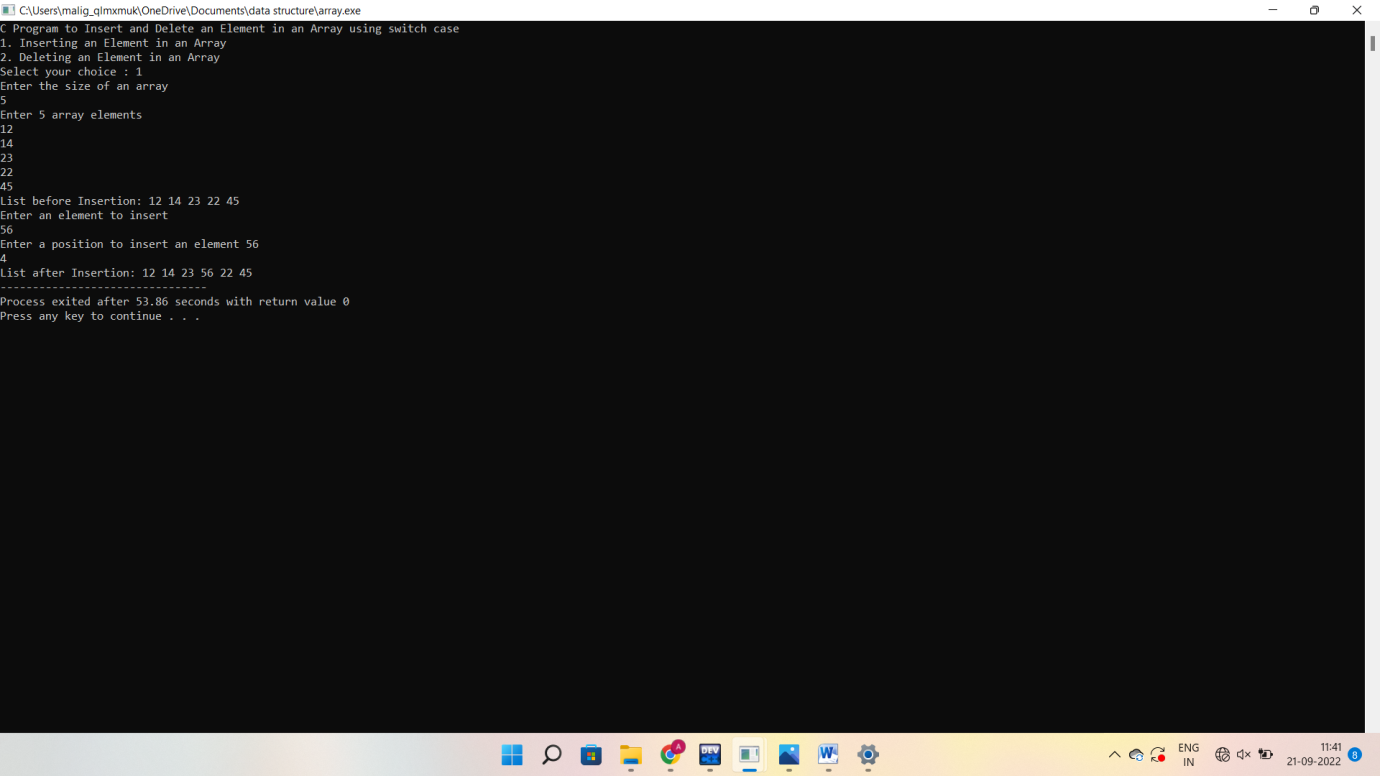 C:\Users\malig_qlmxmuk\OneDrive\Documents\data structure\array.exe
C Program to Insert and Delete an Element in an Array using switch case
1. Inserting an Element in an Array
2. Deleting an Element in an Array
Select your choice : 1
Enter the size of an array
5
Enter 5 array elements
12
14
23
22
45
List before Insertion: 12 14 23 22 45
Enter an element to insert
56
Enter a position to insert an element 56
4
List after Insertion: 12 14 23 56 22 45
--------------------------------
Process exited after 53.86 seconds with return value 0
Press any key to continue . . .
A
DEV
W
ENG
IN
11:41
21-09-2022
8